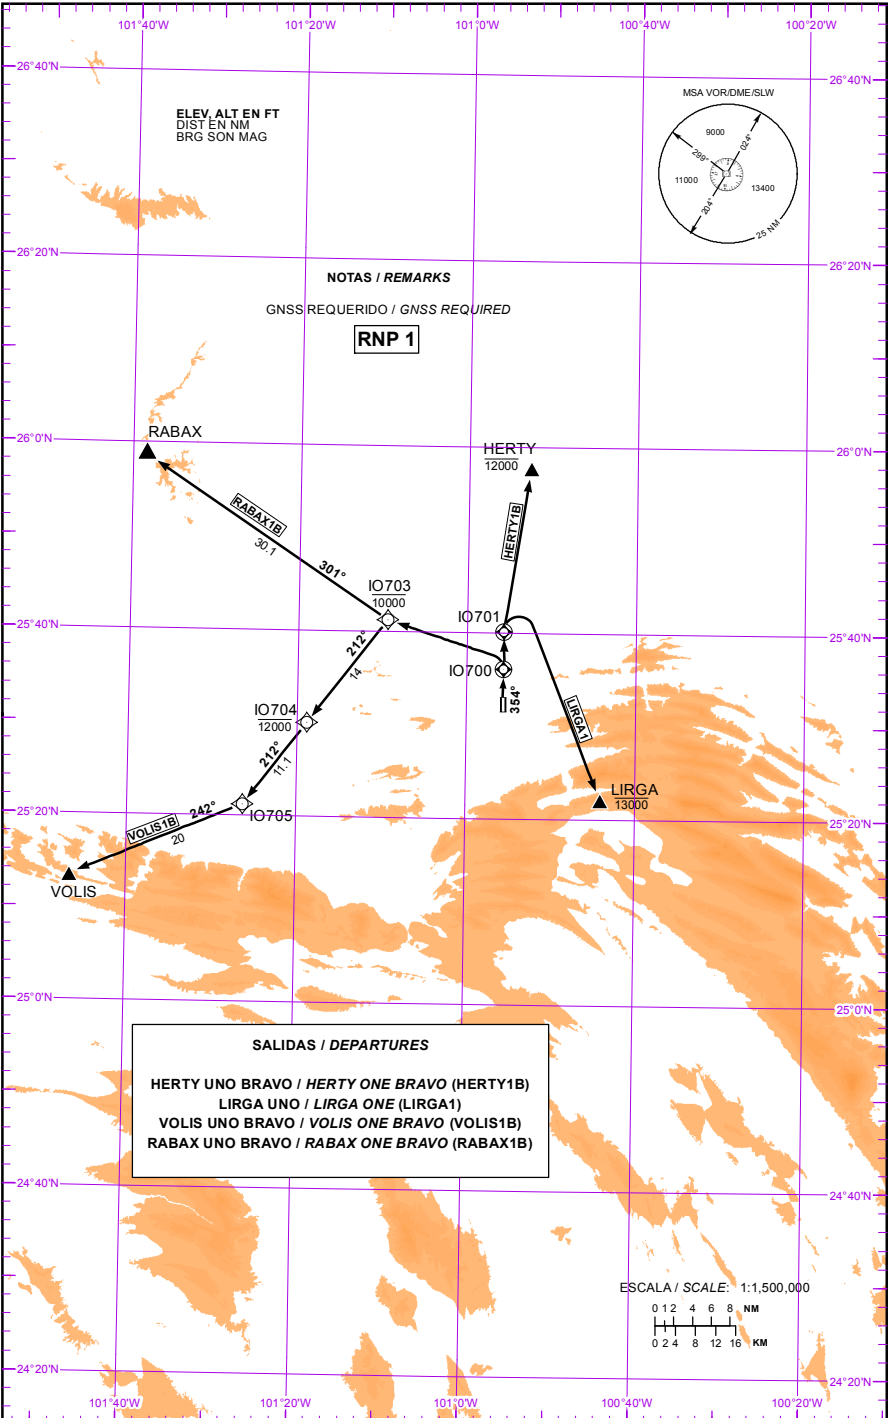 101°40'W
101°20'W
101°0'W
100°40'W
100°20'W
26°40'N
26°40'N
ELEV, ALT EN FT
DIST EN NM
BRG SON MAG
MSA VOR/DME/SLW
9000
024°
299°
11000
13400
204°
25 NM
26°20'N
26°20'N
NOTAS / REMARKS
GNSS REQUERIDO / GNSS REQUIRED
RNP 1
26°0'N
26°0'N
RABAX
HERTY
12000
RABAX1B
30.1
301°
HERTY1B
IO703
10000
IO701
25°40'N
25°40'N
212°
14
IO700
354°
LIRGA1
IO704
12000
212°
11.1
LIRGA
13000
25°20'N
25°20'N
242°
IO705
VOLIS1B
20
VOLIS
25°0'N
25°0'N
SALIDAS / DEPARTURES
HERTY UNO BRAVO / HERTY ONE BRAVO (HERTY1B)
LIRGA UNO / LIRGA ONE (LIRGA1)
VOLIS UNO BRAVO / VOLIS ONE BRAVO (VOLIS1B)
RABAX UNO BRAVO / RABAX ONE BRAVO (RABAX1B)
24°40'N
24°40'N
ESCALA / SCALE: 1:1,500,000
0 1 2 4 6 8 NM
0 2 4 8 12 16 KM
24°20'N
24°20'N
101°40'W
101°20'W
101°0'W
100°40'W
100°20'W